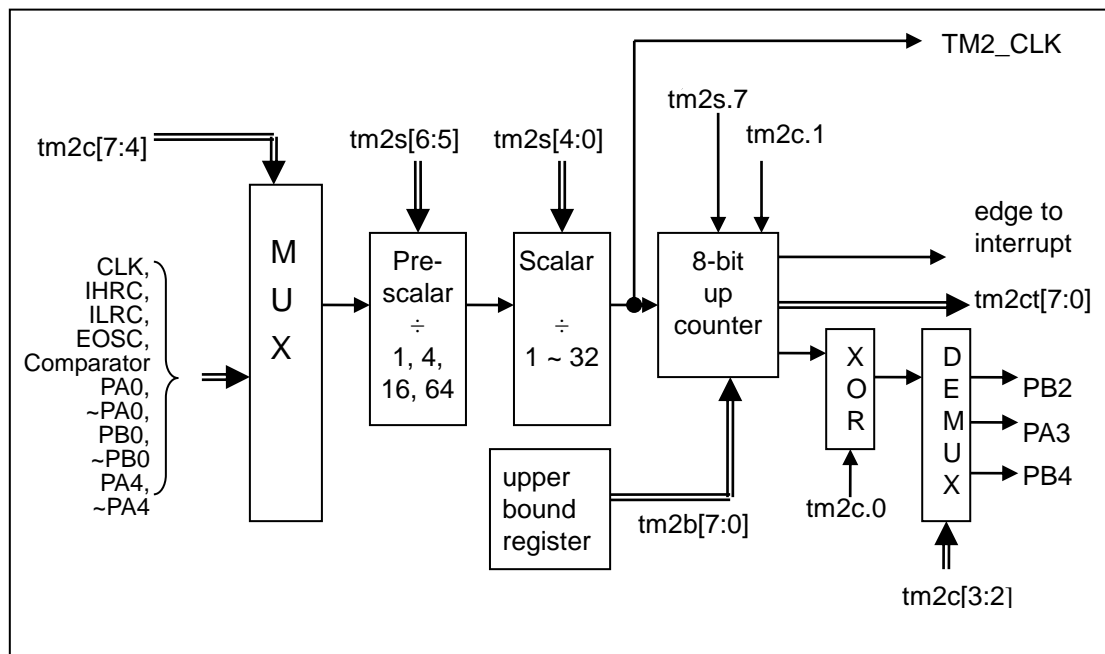 TM2_CLK
tm2s.7
tm2c[7:4]
tm2s[6:5]
tm2s[4:0]
tm2c.1
M
U
X
CLK,
IHRC,
ILRC,
EOSC,
Comparator
PA0,
~PA0,
PB0,
~PB0
PA4,
~PA4
Pre-
scalar
÷
1, 4,
16, 64
Scalar
÷
1 ~ 32
8-bit
up
counter
edge to
interrupt
tm2ct[7:0]
X
O
R
D
E
M
U
X
PB2
PA3
PB4
upper
bound
register
tm2b[7:0]
tm2c.0
tm2c[3:2]